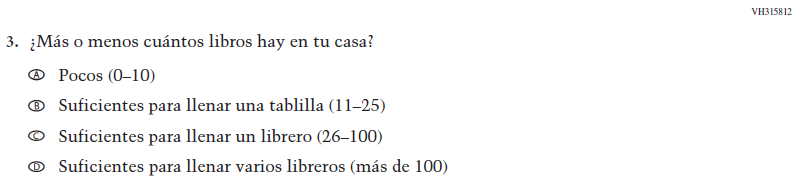 VH315812
3. ¿Más o menos cuántos libros hay en tu casa?
A Pocos (0–10)
B Suficientes para llenar una tablilla (11–25)
C Suficientes para llenar un librero (26–100)
D Suficientes para llenar varios libreros (más de 100)